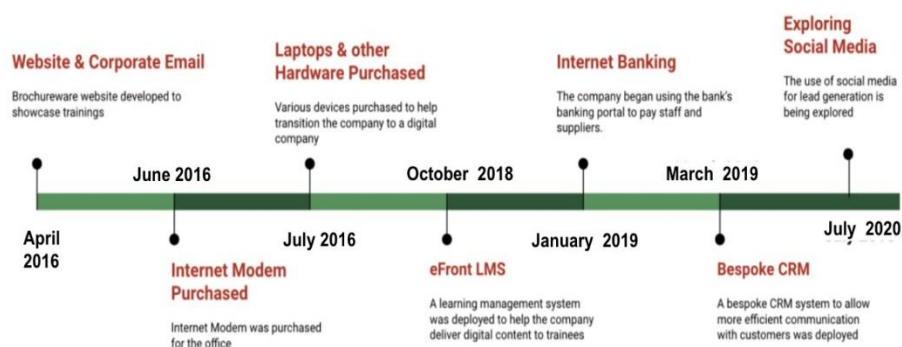 Exploring
Social Media
Website & Corporate Email
Laptops & other
Hardware Purchased
Internet Banking
Brochureware website developed to
showcase trainings
Various devices purchased to help
transition the company to a digital
company
The company began using the bank's
banking portal to pay staff and
suppliers.
The use of social media
for lead generation is
being explored
June 2016
October 2018
March 2019
April
2016
July 2016
January 2019
July 2020
Internet Modem
Purchased
eFront LMS
Bespoke CRM
Internet Modem was purchased
for the office
A learning management system
was deployed to help the company
deliver digital content to trainees
A bespoke CRM system to allow
more efficient communication
with customers was deployed